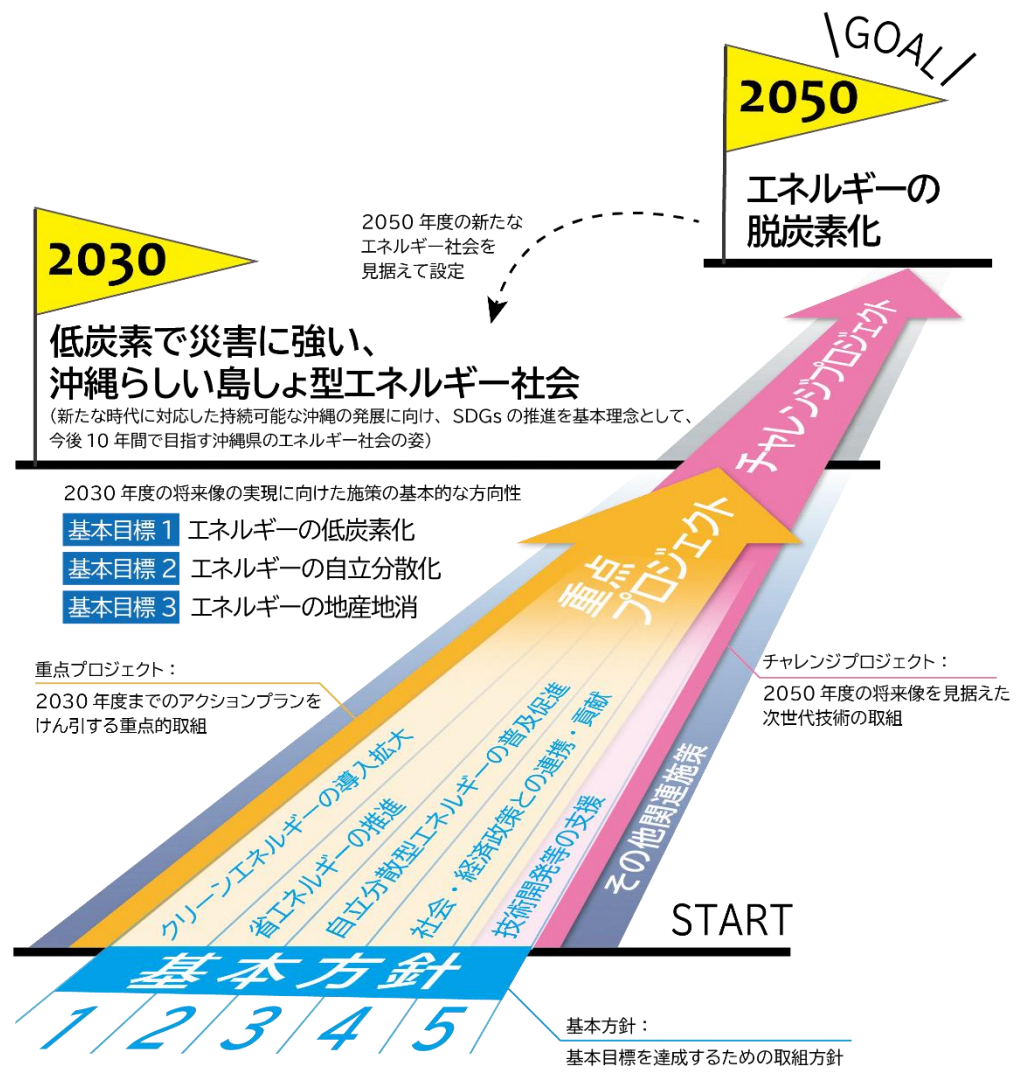 GOAL
2050
エネルギーの
脱炭素化
2050 年度の新たな
エネルギー社会を
見据えて設定
2030
低炭素で災害に強い、
沖縄らしい島しょ型エネルギー社会
（新たな時代に対応した持続可能な沖縄の発展に向け、SDGs の推進を基本理念として、
今後 10 年間で目指す沖縄県のエネルギー社会の姿）
チャレンジプロジェクト
2030 年度の将来像の実現に向けた施策の基本的な方向性
基本目標 1 エネルギーの低炭素化
基本目標 2 エネルギーの自立分散化
基本目標 3 エネルギーの地産地消
重点
プロジェクト
重点プロジェクト：
2030 年度までのアクションプランを
けん引する重点的取組
チャレンジプロジェクト：
2050 年度の将来像を見据えた
次世代技術の取組
クリーンエネルギーの導入拡大
省エネルギーの推進
自立分散型エネルギーの普及促進
社会・経済政策との連携・貢献
技術開発等の支援
その他関連施策
START
基本方針
1 2 3 4 5
基本方針：
基本目標を達成するための取組方針